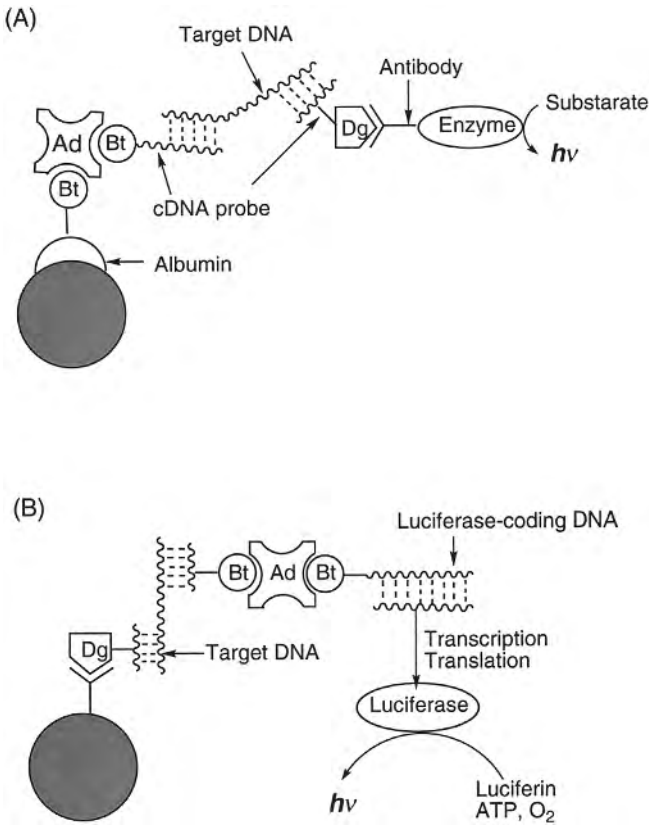 (A)
Target DNA
Antibody
Substarate
Ad
Bt
Dg
Enzyme
hν
Bt
cDNA probe
Albumin
(B)
Luciferase-coding DNA
Bt
Ad
Bt
Dg
Target DNA
Transcription
Translation
Luciferase
hν
Luciferin
ATP, O₂